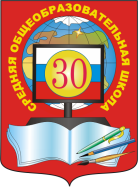 СРЕДНЯЯ ОБЩЕОБРАЗОВАТЕЛЬНАЯ ШКОЛА
30